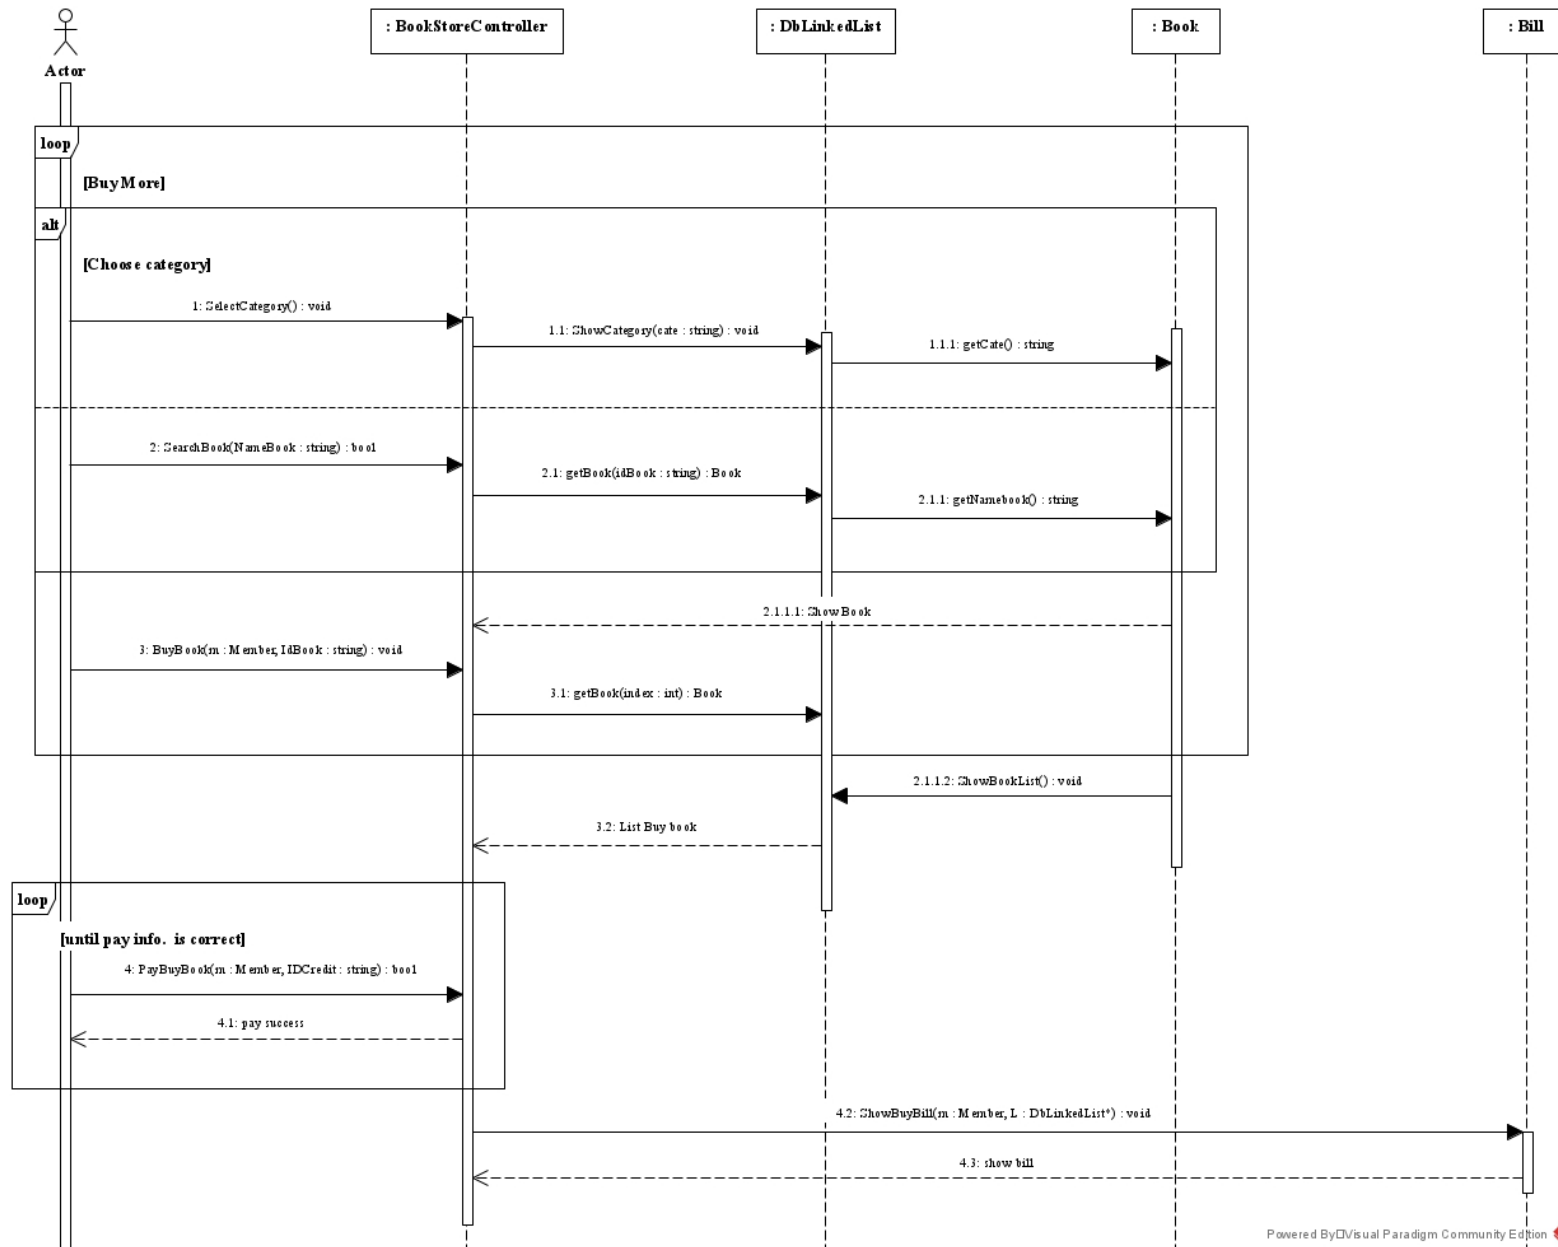 : BookStoreController
: DbLinkedList
: Book
: Bill
Actor
loop
[Buy More]
alt
[Choose category]
1: SelectCategory() : void
1.1: ShowCategory(cate : string) : void
1.1.1: getCate() : string
2: SearchBook(NameBook : string) : bool
2.1: getBook(idBook : string) : Book
2.1.1: getNamebook() : string
2.1.1.1: Show Book
3: BuyBook(m : Member, IdBook : string) : void
3.1: getBook(index : int) : Book
2.1.1.2: ShowBookList() : void
3.2: List Buy book
loop
[until pay info. is correct]
4: PayBuyBook(m : Member, IDCredit : string) : bool
4.1: pay success
4.2: ShowBuyBill(m : Member, L : DbLinkedList*) : void
4.3: show bill
Powered By□Visual Paradigm Community Edition